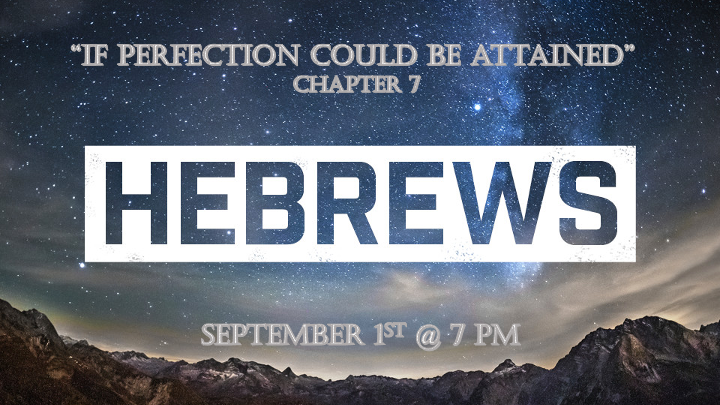 “IF PERFECTION COULD BE ATTAINED”
CHAPTER 7
HEBREWS
SEPTEMBER 1ST @ 7 PM